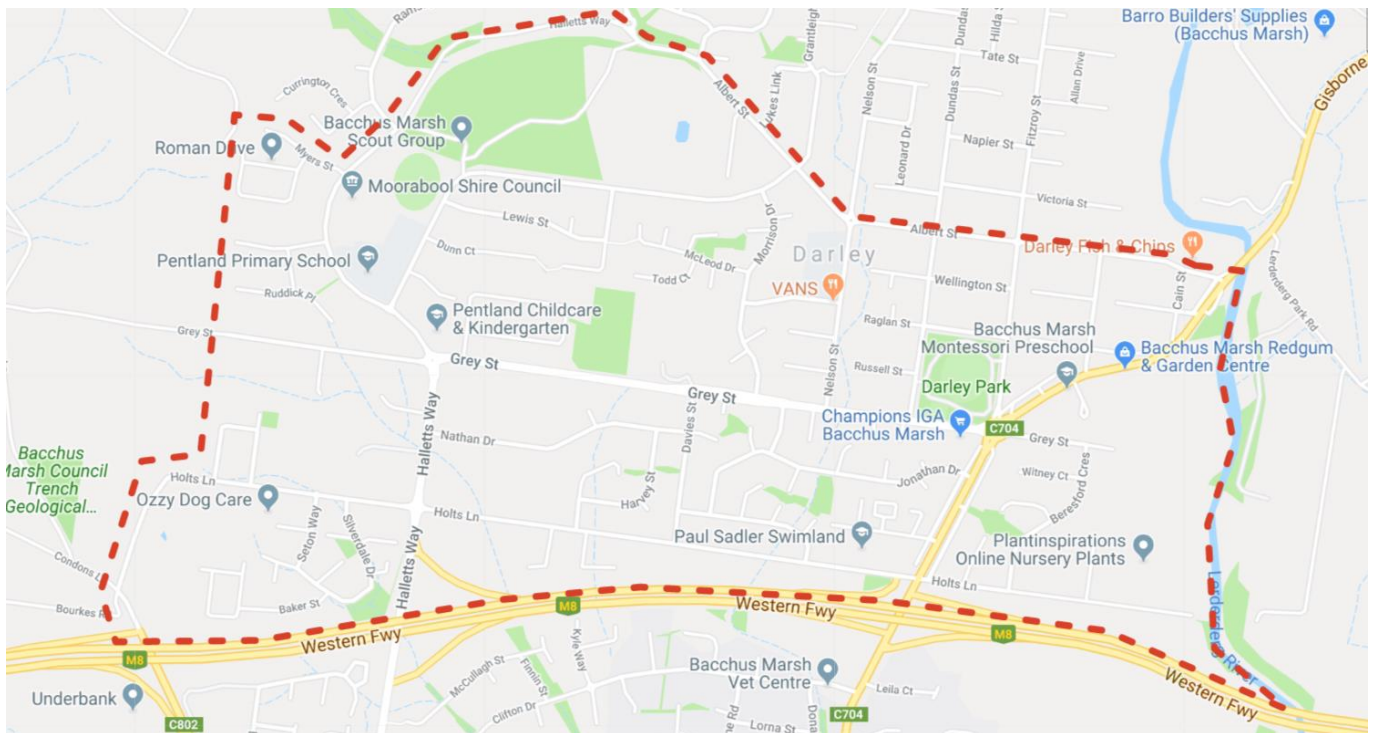 Halletts Way
Grantleigh
Dundas
Hilda
Barro Builders' Supplies
(Bacchus Marsh)
Tate St
Gisborne
Currington Cres
Albert St
Nelson St
Dundas St
Fitzroy St
Allan Drive
Bacchus Marsh
Scout Group
Roman Drive
Myers St
Leonard Dr
Napier St
Moorabool Shire Council
Victoria St
Lewis St
Morrison Dr
Albert St
Dunn Ct
McLeod Dr
Darley
Darley Fish & Chips
Pentland Primary School
Todd Ct
Wellington St
Cain St
Lerderderg Park Rd
VANS
Ruddick Pl
Pentland Childcare
& Kindergarten
Raglan St
Bacchus Marsh
Montessori Preschool
Grey St
Grey St
Nelson St
Russell St
Bacchus Marsh Redgum
& Garden Centre
Grey St
Darley Park
Halletts Way
Davies St
Champions IGA
Bacchus Marsh
C704
Grey St
Nathan Dr
Bacchus
Marsh Council
Trench
Geological...
Holts Ln
Harvey St
Jonathan Dr
Witney Ct
Beresford Cres
Ozzy Dog Care
Seton Way
Silverdale Dr
Holts Ln
Paul Sadler Swimland
Plantinspirations
Online Nursery Plants
Condons L
Halletts Way
Holts Ln
Lerderderg River
Bourkes R
Baker St
M8
Western Fwy
M8
Western Fwy
M8
Kyle Way
McCullagh St
Finnin St
Bacchus Marsh
Vet Centre
Leila Ct
Western Fwy
Underbank
C802
Clifton Dr
C704
Lorna St